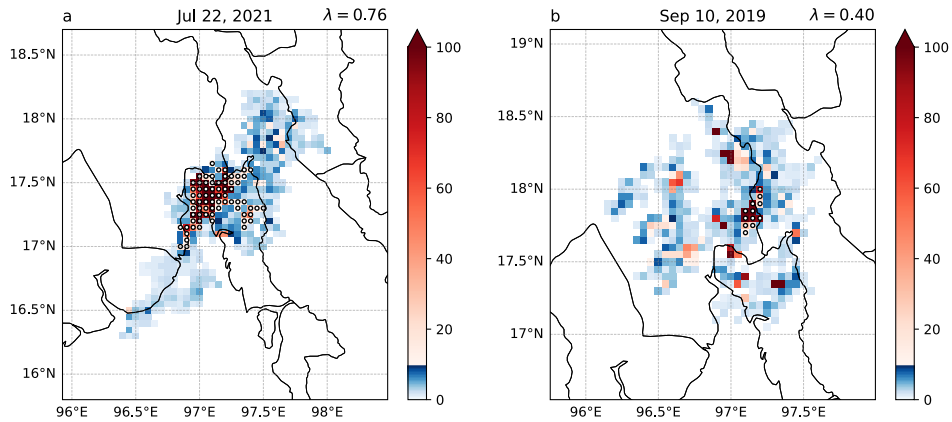 a Jul 22, 2021 λ = 0.76
18.5°N
18°N
17.5°N
17°N
16.5°N
16°N
96°E 96.5°E 97°E 97.5°E 98°E
100
80
60
40
20
0
b Sep 10, 2019 λ = 0.40
19°N
18.5°N
18°N
17.5°N
17°N
96°E 96.5°E 97°E 97.5°E
100
80
60
40
20
0